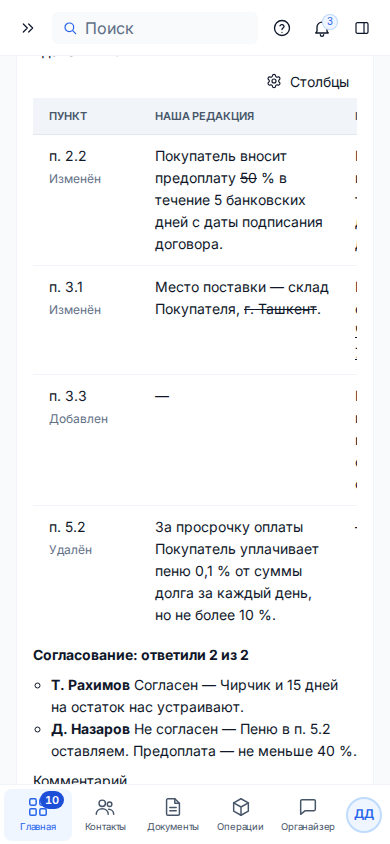 Поиск
3
Столбцы
ПУНКТ НАША РЕДАКЦИЯ
п. 2.2 Покупатель вносит
Изменён предоплату 50 % в
течение 5 банковских
дней с даты подписания
договора.
п. 3.1 Место поставки — склад
Изменён Покупателя, г. Ташкент.
п. 3.3 —
Добавлен
п. 5.2 За просрочку оплаты
Удалён Покупатель уплачивает
пеню 0,1 % от суммы
долга за каждый день,
но не более 10 %.
Согласование: ответили 2 из 2
Т. Рахимов Согласен — Чирчик и 15 дней
на остаток нас устраивают.
Д. Назаров Не согласен — Пеню в п. 5.2
оставляем. Предоплата — не меньше 40 %.
Комментарий
10
Главная Контакты Документы Операции Органайзер ДД